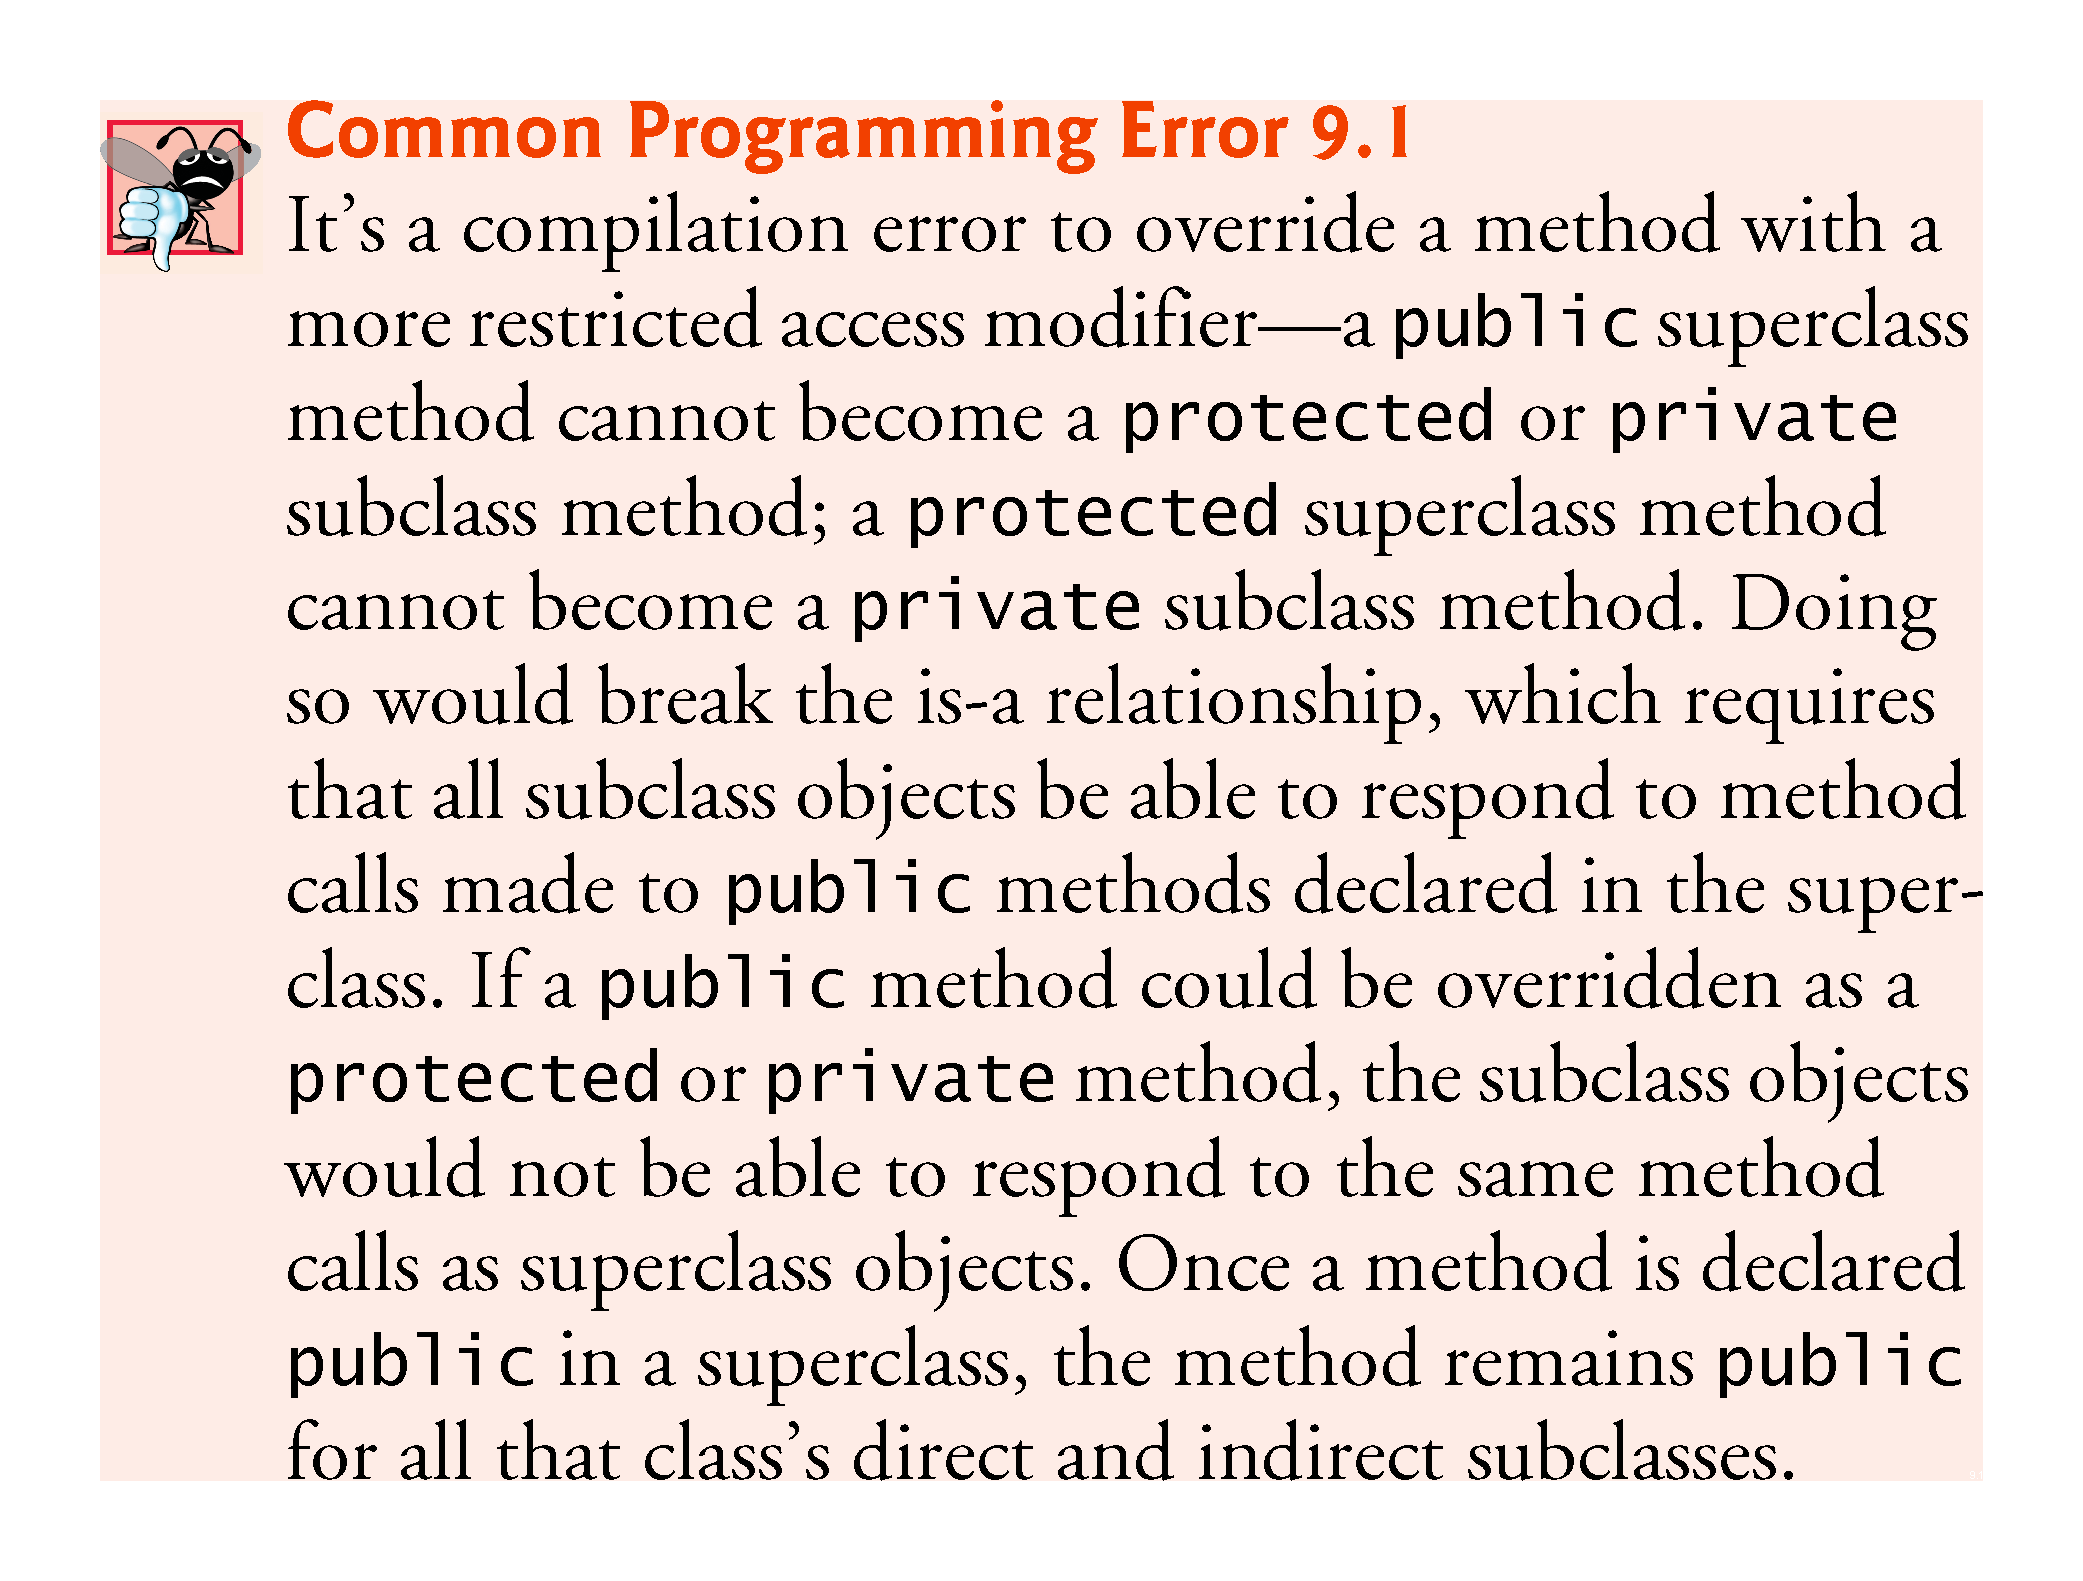 Common Programming Error 9.1
It’s a compilation error to override a method with a
more restricted access modifier—a public superclass
method cannot become a protected or private
subclass method; a protected superclass method
cannot become a private subclass method. Doing
so would break the is-a relationship, which requires
that all subclass objects be able to respond to method
calls made to public methods declared in the super-
class. If a public method could be overridden as a
protected or private method, the subclass objects
would not be able to respond to the same method
calls as superclass objects. Once a method is declared
public in a superclass, the method remains public
for all that class’s direct and indirect subclasses.